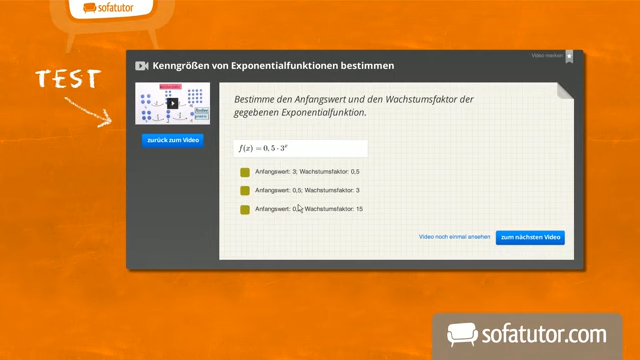 sofatutor
TEST
Video merken
Kenngrößen von Exponentialfunktionen bestimmen
Bestimme den Anfangswert und den Wachstumsfaktor der
gegebenen Exponentialfunktion.
zurück zum Video
f(x) = 0,5 · 3^x
Anfangswert: 3; Wachstumsfaktor: 0,5
Anfangswert: 0,5; Wachstumsfaktor: 3
Anfangswert: 0, Wachstumsfaktor: 15
Video noch einmal ansehen
zum nächsten Video
sofatutor.com